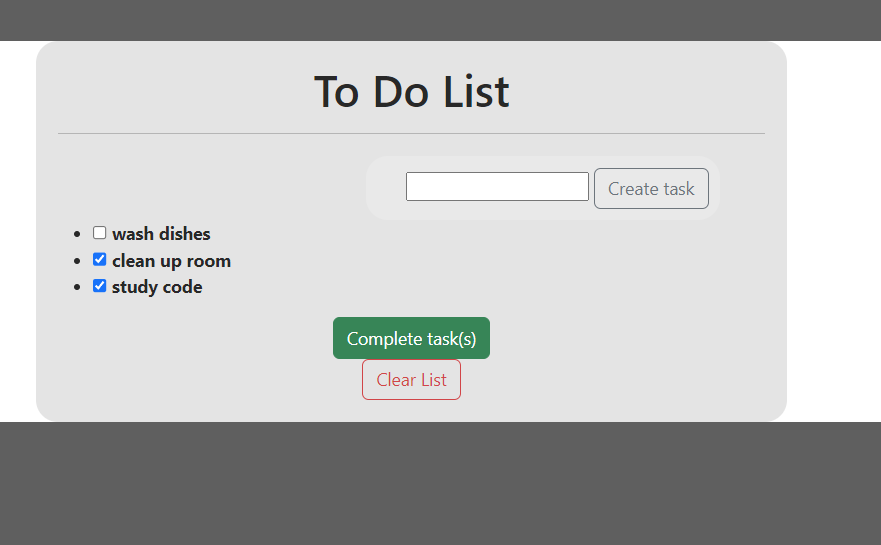 To Do List
Create task
wash dishes
clean up room
study code
Complete task(s)
Clear List